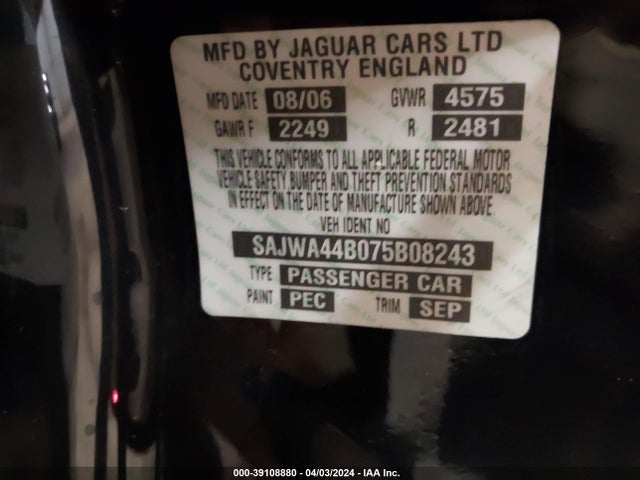 MFD BY JAGUAR CARS LTD
COVENTRY ENGLAND
MFD DATE 08/06 GVWR 4575
GAWR F 2249 R 2481
THIS VEHICLE CONFORMS TO ALL APPLICABLE FEDERAL MOTOR
VEHICLE SAFETY, BUMPER AND THEFT PREVENTION STANDARDS
IN EFFECT ON THE DATE OF MANUFACTURE SHOWN ABOVE.
VEH IDENT NO
SAJWA44B075B08243
TYPE PASSENGER CAR
PAINT PEC TRIM SEP
000-39108880 - 04/03/2024 - IAA Inc.